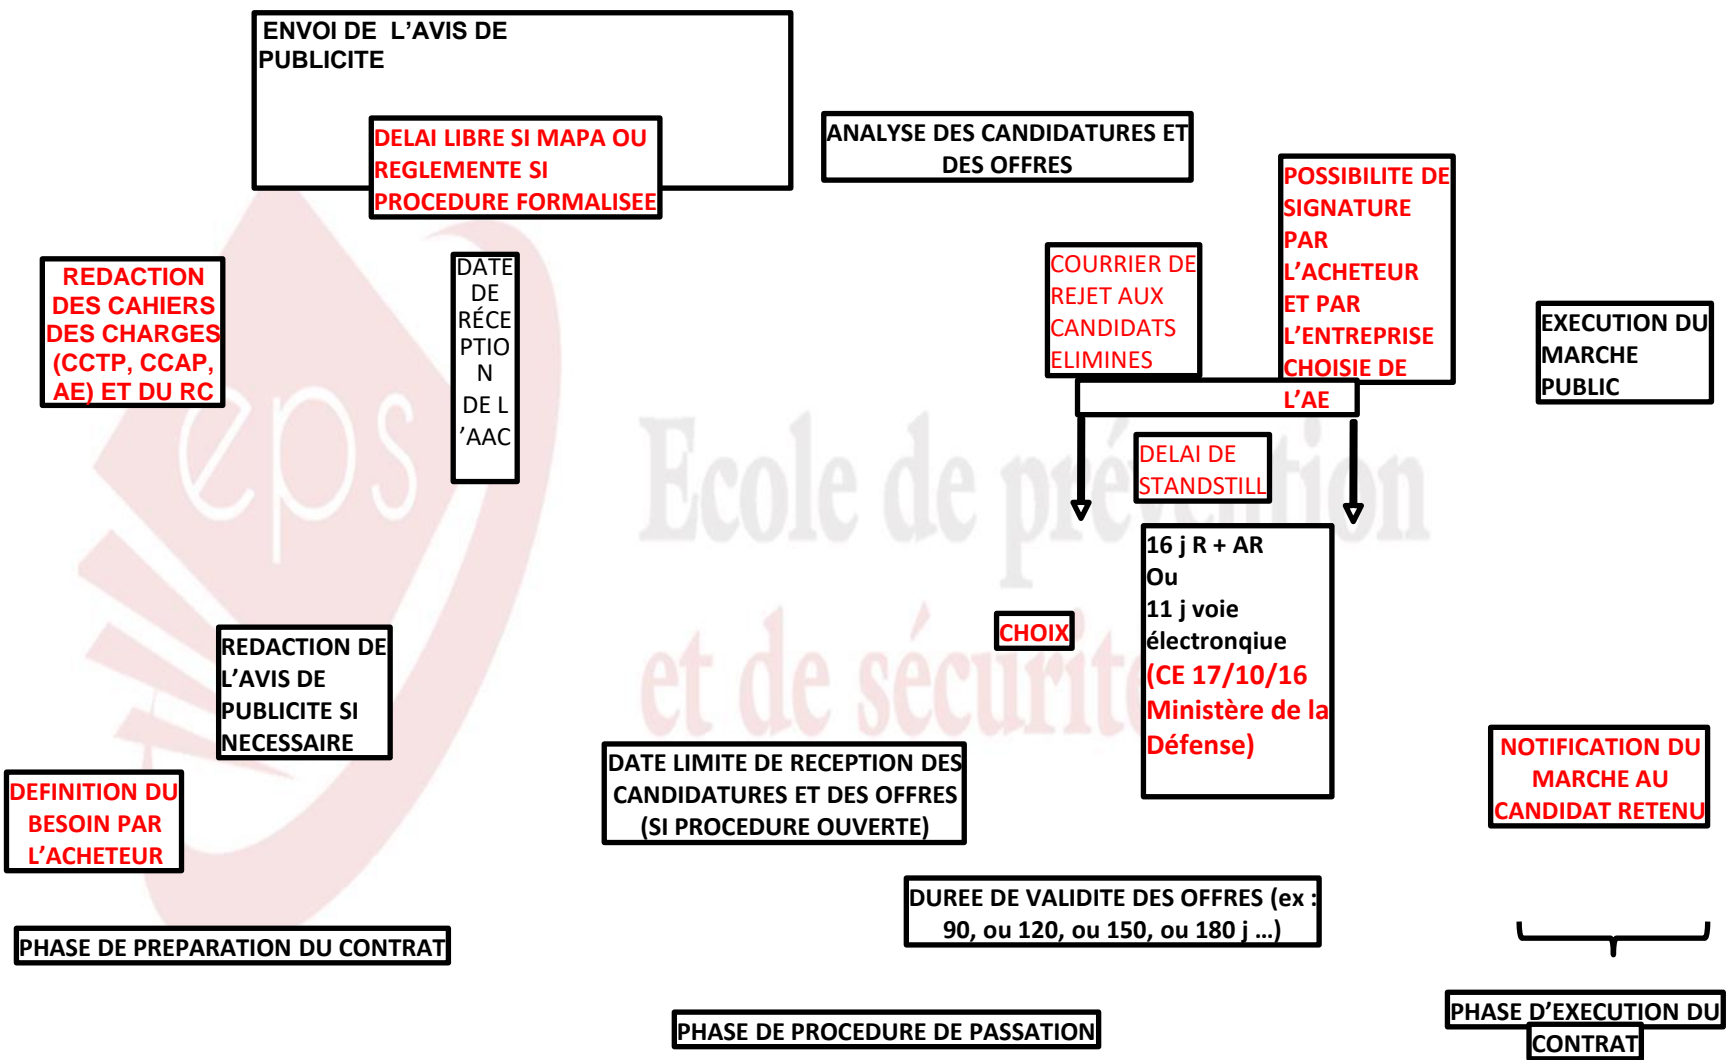 ENVOI DE L’AVIS DE
PUBLICITE
DELAI LIBRE SI MAPA OU
REGLEMENTE SI
PROCEDURE FORMALISEE
ANALYSE DES CANDIDATURES ET
DES OFFRES
POSSIBILITE DE
SIGNATURE
PAR
L’ACHETEUR
ET PAR
L’ENTREPRISE
CHOISIE DE
L’AE
REDACTION
DES CAHIERS
DES CHARGES
(CCTP, CCAP,
AE) ET DU RC
DATE
DE
RÉCE
PTIO
N
DE L
’AAC
COURRIER DE
REJET AUX
CANDIDATS
ELIMINES
EXECUTION DU
MARCHE
PUBLIC
DELAI DE
STANDSTILL
eps
Ecole de prévention
et de sécurité
16 j R + AR
Ou
11 j voie
électronqiue
(CE 17/10/16
Ministère de la
Défense)
CHOIX
REDACTION DE
L’AVIS DE
PUBLICITE SI
NECESSAIRE
DATE LIMITE DE RECEPTION DES
CANDIDATURES ET DES OFFRES
(SI PROCEDURE OUVERTE)
NOTIFICATION DU
MARCHE AU
CANDIDAT RETENU
DEFINITION DU
BESOIN PAR
L’ACHETEUR
DUREE DE VALIDITE DES OFFRES (ex :
90, ou 120, ou 150, ou 180 j …)
PHASE DE PREPARATION DU CONTRAT
PHASE DE PROCEDURE DE PASSATION
PHASE D’EXECUTION DU
CONTRAT